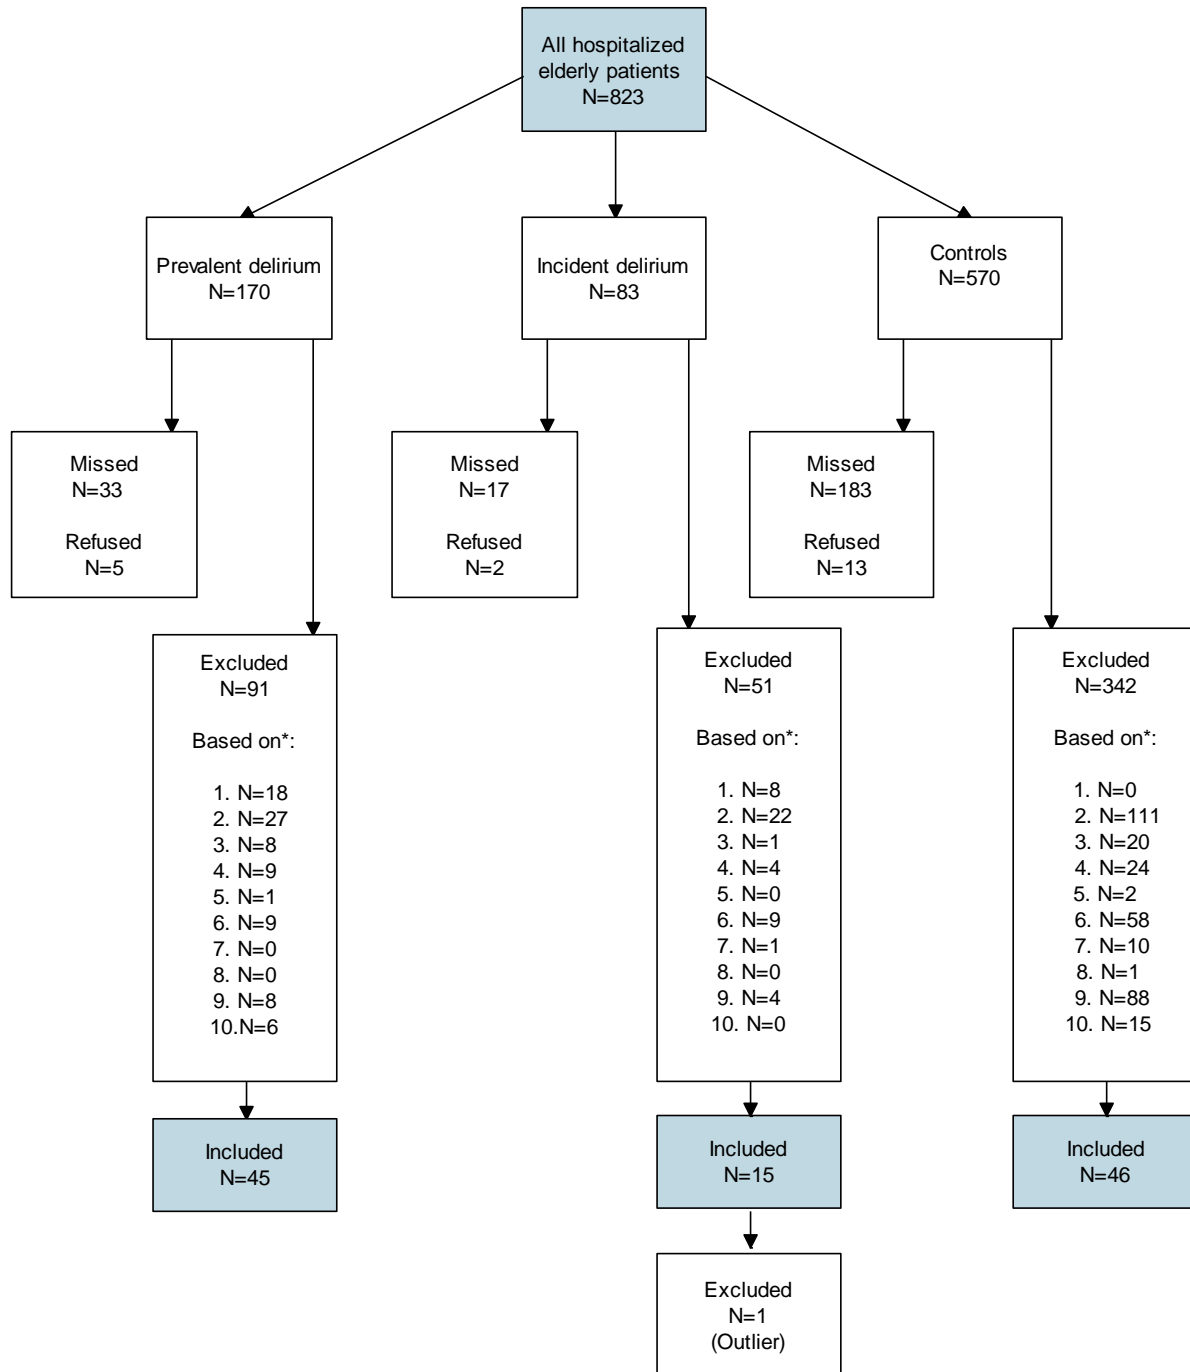 All hospitalized
elderly patients
N=823
Prevalent delirium
N=170
Incident delirium
N=83
Controls
N=570
Missed
N=33
Refused
N=5
Missed
N=17
Refused
N=2
Missed
N=183
Refused
N=13
Excluded
N=91
Based on*:
1. N=18
2. N=27
3. N=8
4. N=9
5. N=1
6. N=9
7. N=0
8. N=0
9. N=8
10.N=6
Excluded
N=51
Based on*:
1. N=8
2. N=22
3. N=1
4. N=4
5. N=0
6. N=9
7. N=1
8. N=0
9. N=4
10. N=0
Excluded
N=342
Based on*:
1. N=0
2. N=111
3. N=20
4. N=24
5. N=2
6. N=58
7. N=10
8. N=1
9. N=88
10. N=15
Included
N=45
Included
N=15
Included
N=46
Excluded
N=1
(Outlier)